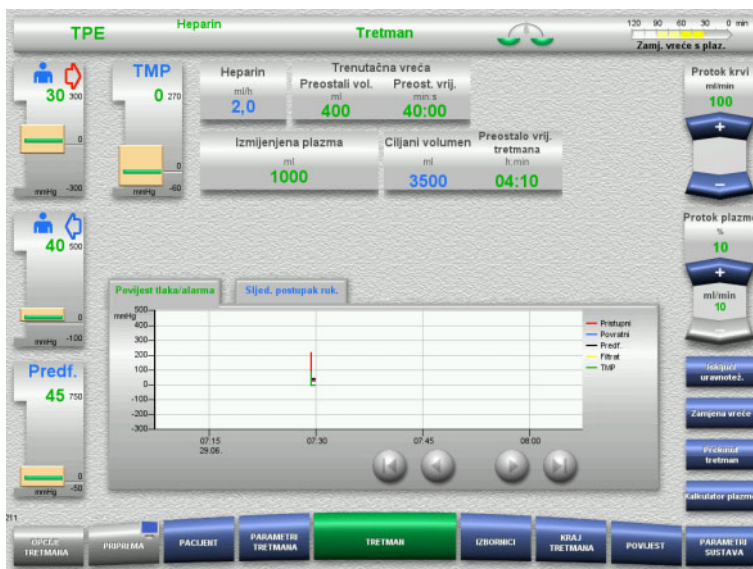 TPE
Heparin
Tretman
120 90 60 30 0 min
Zamj. vreće s plaz.
30 300
0
-300
mmHg
TMP
0 270
0
-60
mmHg
Heparin
ml/h
2,0
Trenutačna vreća
Preostali vol. Preost. vrij.
ml min:s
400 40:00
Izmijenjena plazma
ml
1000
Ciljani volumen
ml
3500
Preostalo vrij.
tretmana
h:min
04:10
Protok krvi
ml/min
100
+
–
40 500
0
-100
mmHg
Protok plazme
%
10
+
ml/min
10
–
Predf.
45 750
0
-50
mmHg
Povijest tlaka/alarma
Sljed. postupak ruk.
mmHg
500
400
300
200
100
0
-100
-200
-300
07:15 07:30 07:45 08:00
29.06.
Pristupni
Povratni
Predf.
Filtrat
TMP
Isključi
uravnotež.
Zamjena vreće
Prekinuti
tretman
Kalkulator plazme
211
OPCIJE
TRETMANA
PRIPREMA
PACIJENT
PARAMETRI
TRETMANA
TRETMAN
IZBORNICI
KRAJ
TRETMANA
POVIJEST
PARAMETRI
SUSTAVA